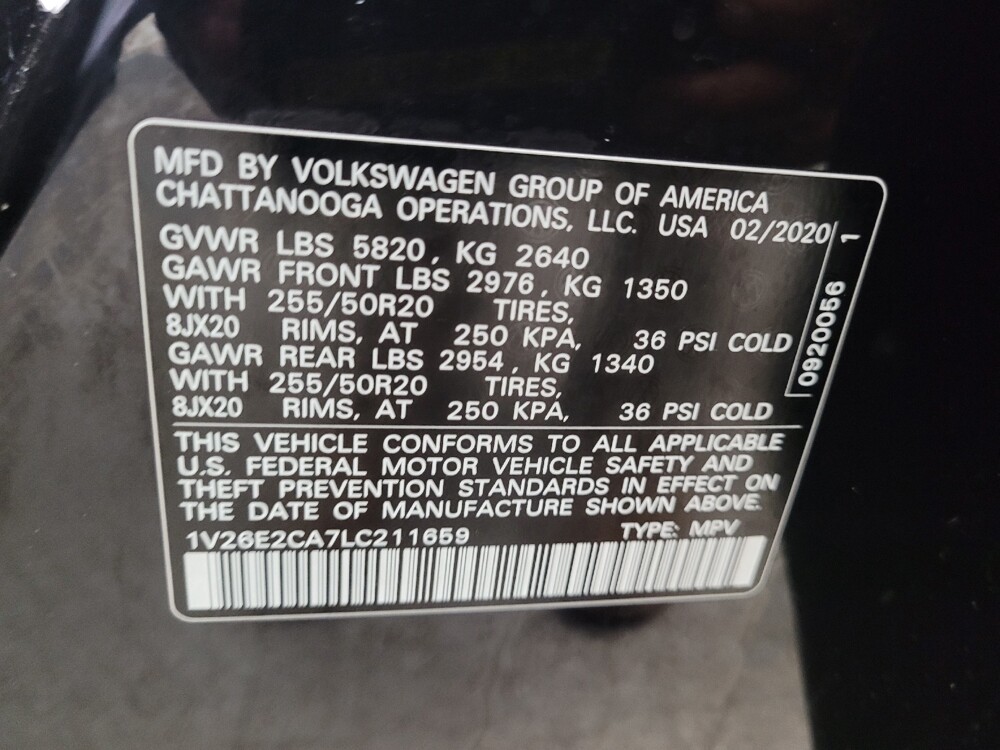 MFD BY VOLKSWAGEN GROUP OF AMERICA
CHATTANOOGA OPERATIONS, LLC. USA 02/2020
GVWR LBS 5820, KG 2640
GAWR FRONT LBS 2976, KG 1350
WITH 255/50R20 TIRES,
8JX20 RIMS, AT 250 KPA, 36 PSI COLD
GAWR REAR LBS 2954, KG 1340
WITH 255/50R20 TIRES,
8JX20 RIMS, AT 250 KPA, 36 PSI COLD
0920056 1
THIS VEHICLE CONFORMS TO ALL APPLICABLE
U.S. FEDERAL MOTOR VEHICLE SAFETY AND
THEFT PREVENTION STANDARDS IN EFFECT ON
THE DATE OF MANUFACTURE SHOWN ABOVE.
1V26E2CA7LC211659 TYPE: MPV